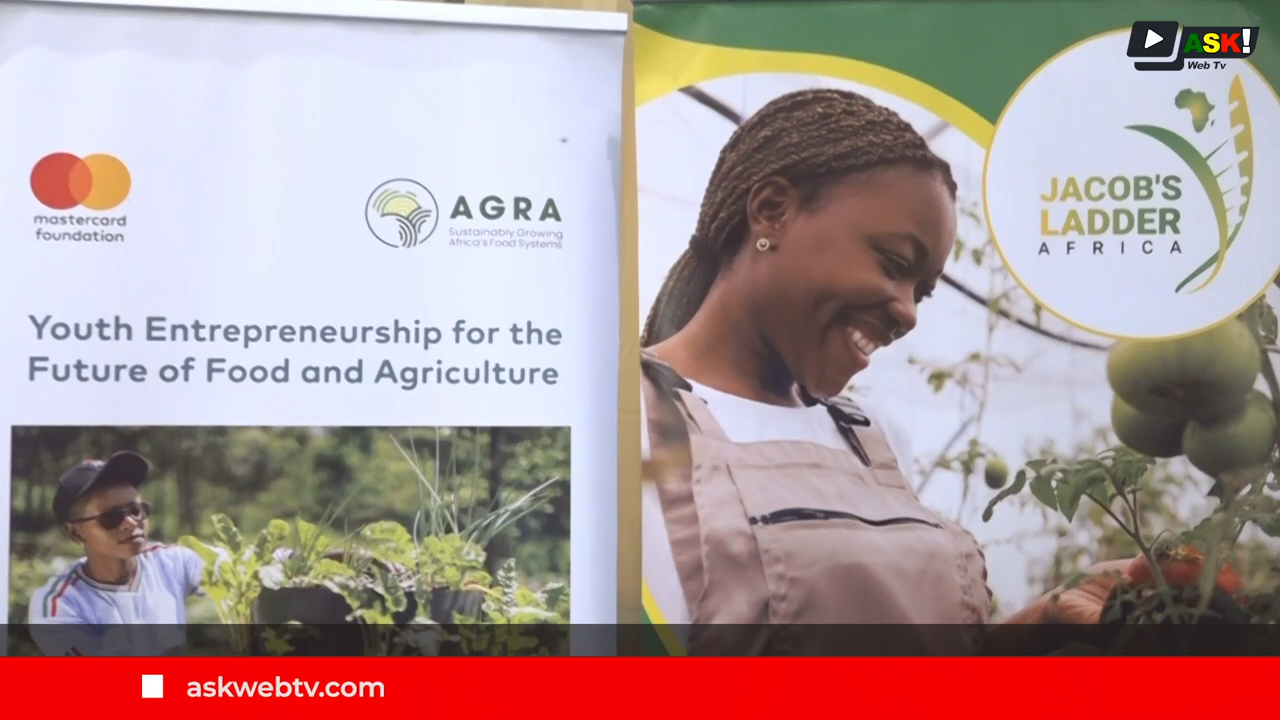 mastercard
foundation
AGRA
Sustainably Growing
Africa's Food Systems
Youth Entrepreneurship for the
Future of Food and Agriculture
JACOB'S
LADDER
AFRICA
ASK!
Web Tv
askwebtv.com